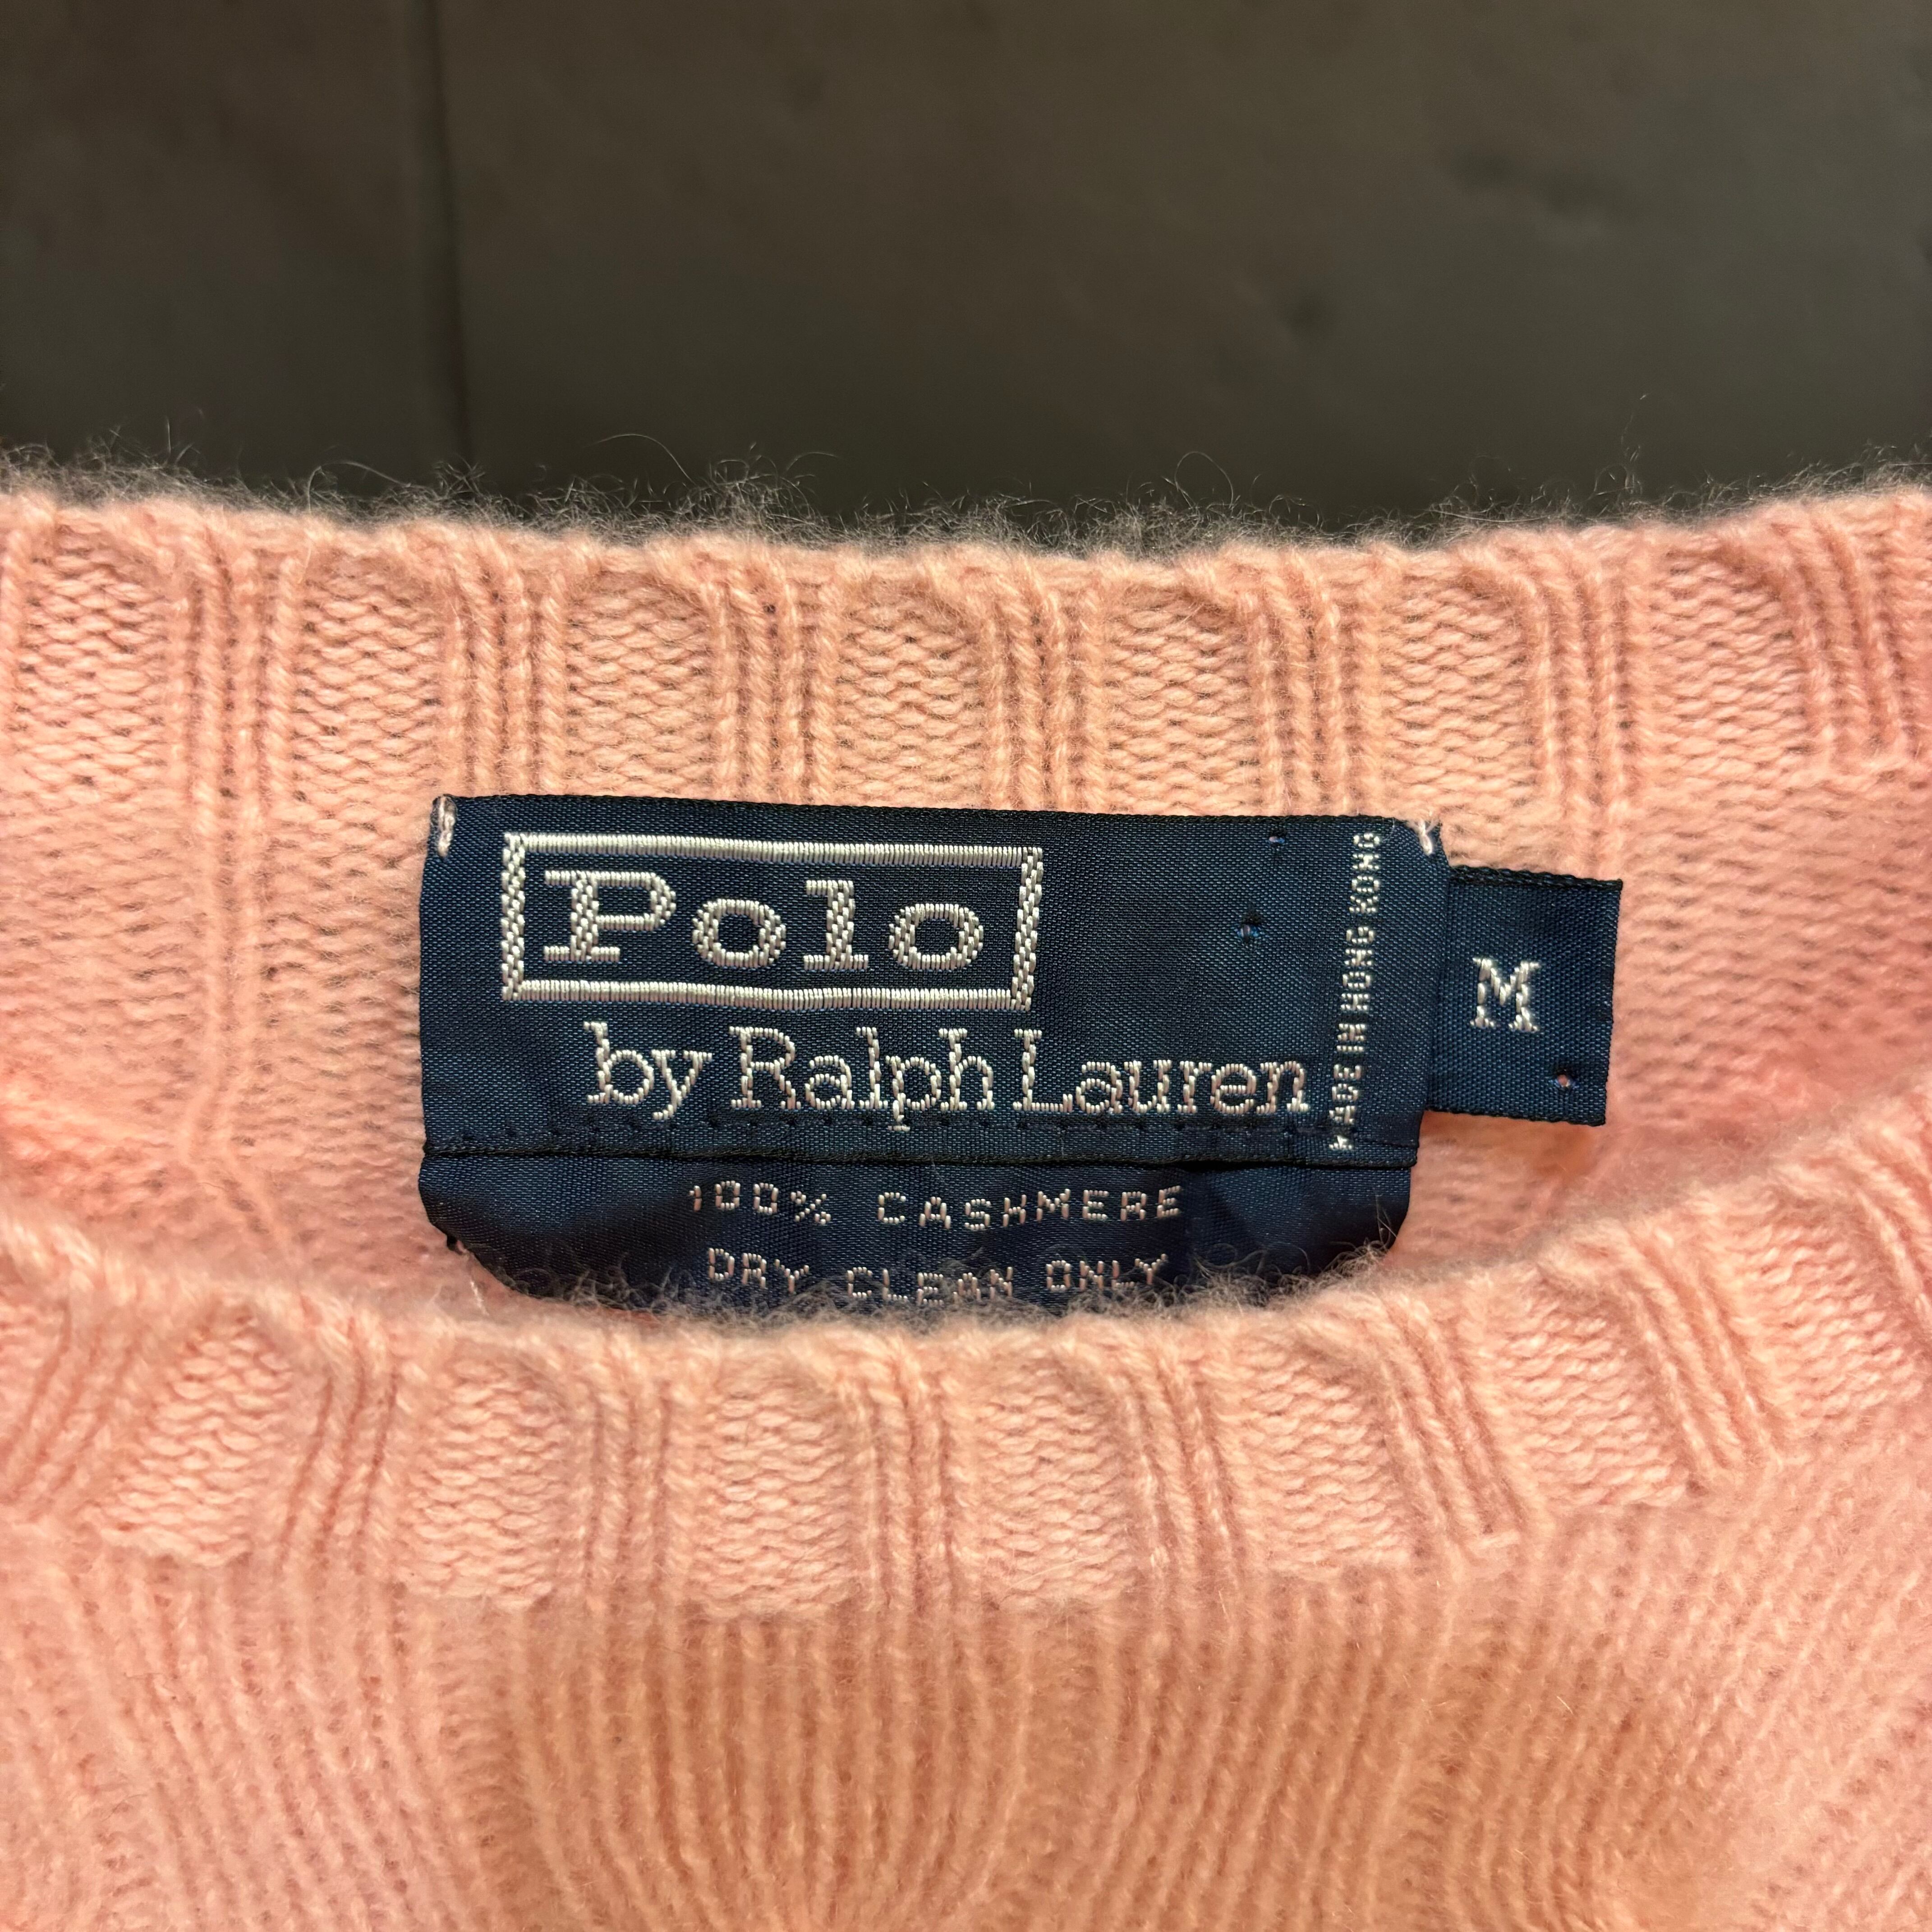 Polo
by Ralph Lauren
MADE IN HONG KONG
M
100% CASHMERE
DRY CLEAN ONLY